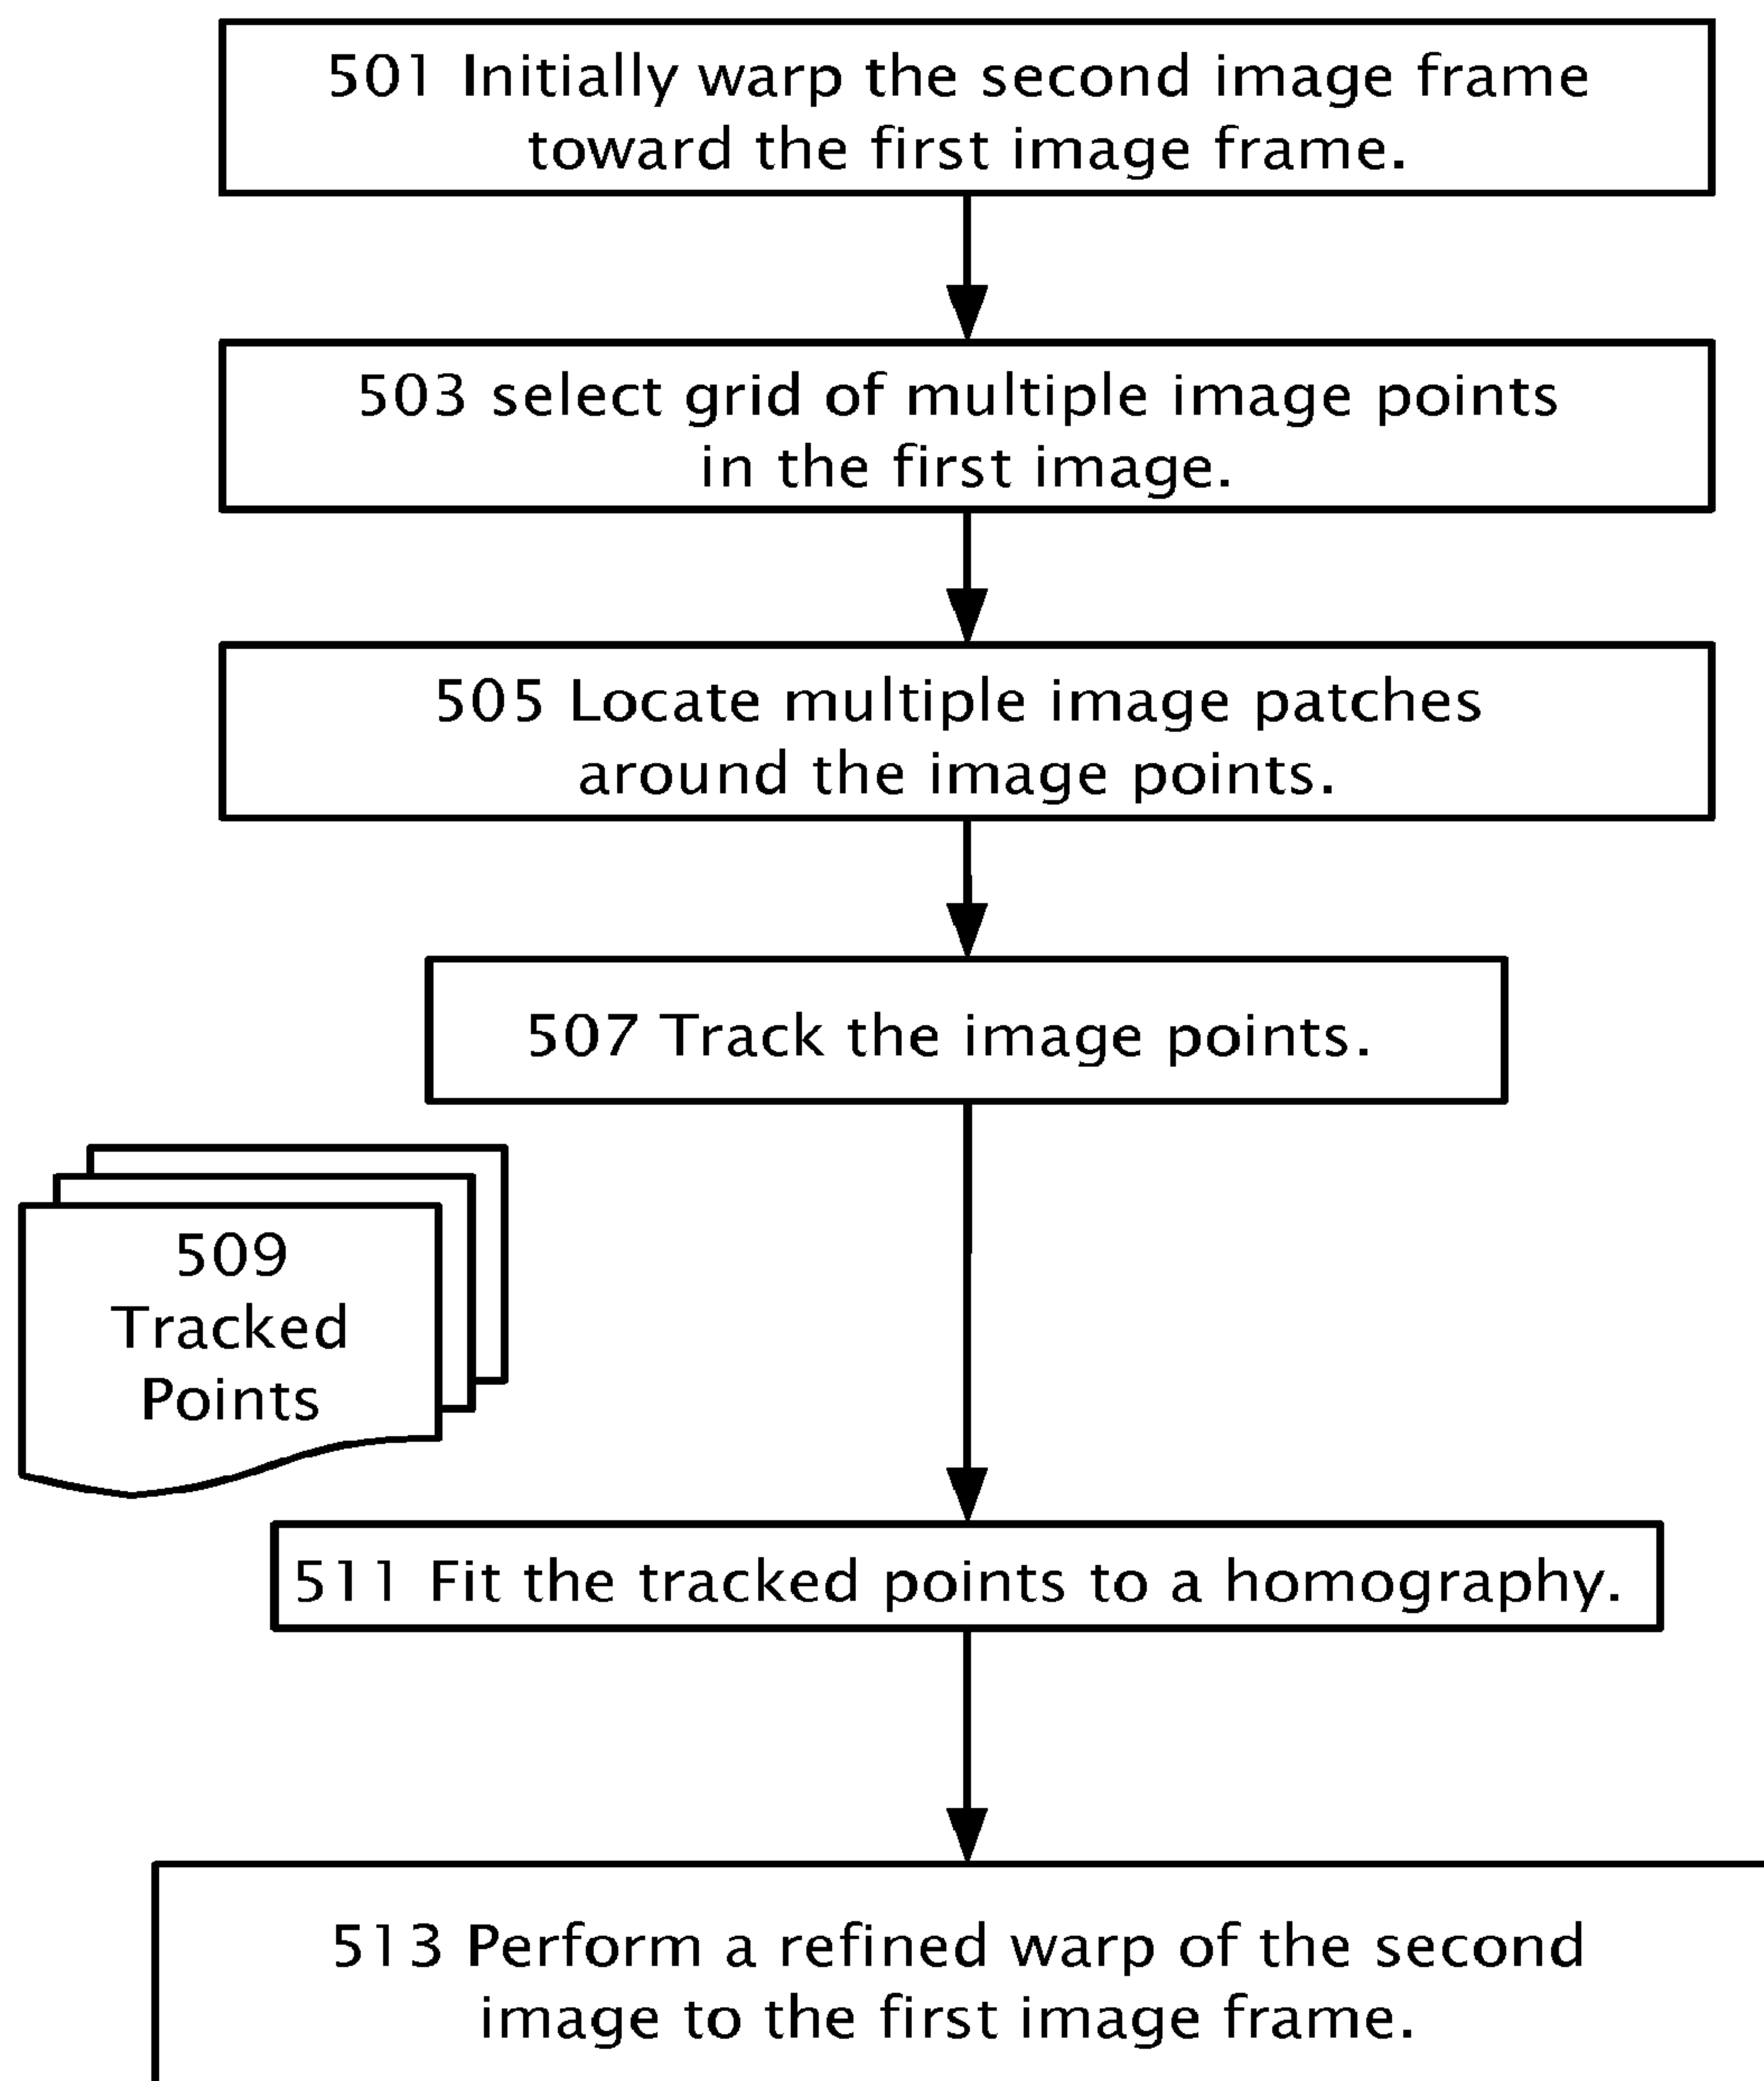 501 Initially warp the second image frame
toward the first image frame.
503 select grid of multiple image points
in the first image.
505 Locate multiple image patches
around the image points.
507 Track the image points.
509
Tracked
Points
511 Fit the tracked points to a homography.
513 Perform a refined warp of the second
image to the first image frame.